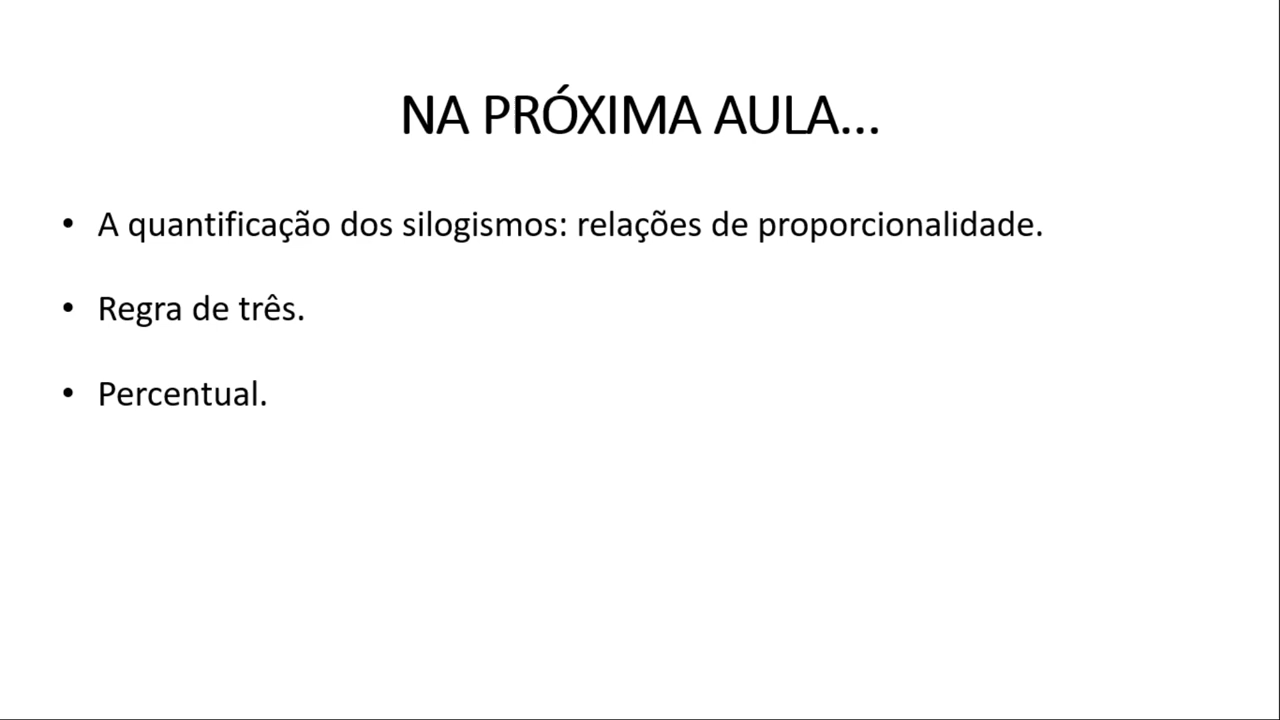 NA PRÓXIMA AULA...
• A quantificação dos silogismos: relações de proporcionalidade.
• Regra de três.
• Percentual.